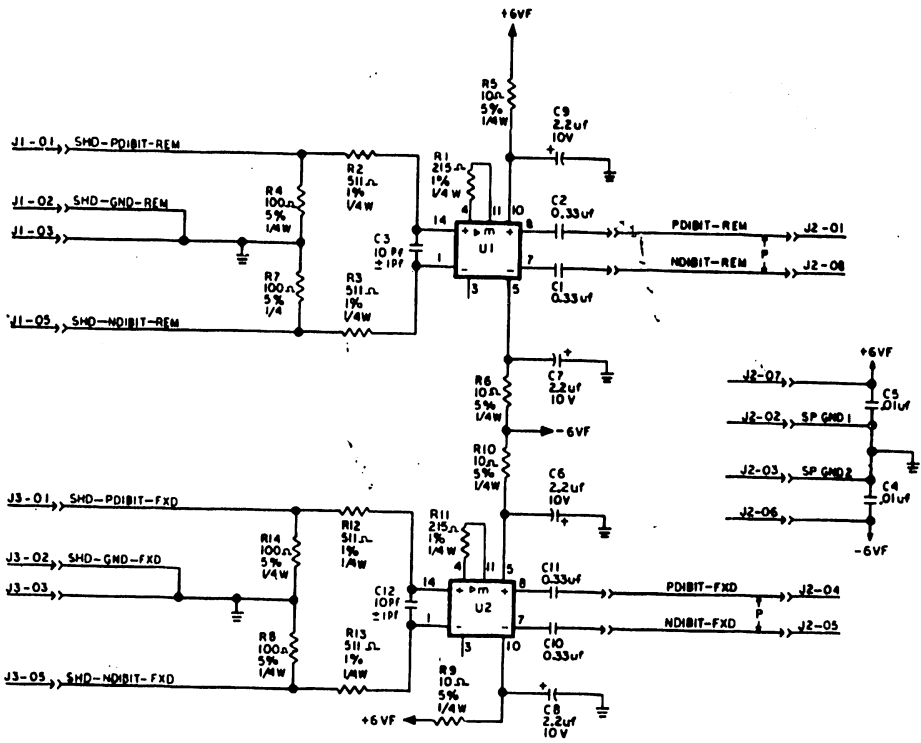 +6VF
R5
10Ω
5%
1/4W
C9
2.2uf
10V
+
J1-01 SHD-PDIBIT-REM
R2
511Ω
1%
1/4W
R1
215Ω
1%
1/4W
4
11
10
J1-02 SHD-GND-REM
J1-03
R4
100Ω
5%
1/4W
C3
10Pf
±1Pf
14
1
+
m
+
-
-
U1
3
5
8
7
C2
0.33uf
C1
0.33uf
PDIBIT-REM
J2-01
P
NDIBIT-REM
J2-08
R7
100Ω
5%
1/4
R3
511Ω
1%
1/4W
J1-05 SHD-NDIBIT-REM
+
C7
2.2uf
10V
R6
10Ω
5%
1/4W
-6VF
R10
10Ω
5%
1/4W
C6
2.2uf
10V
+
+6VF
J2-07
C5
.01uf
J2-02 SP GND1
J2-03 SP GND2
C4
.01uf
J2-06
-6VF
J3-01 SHD-PDIBIT-FXD
R12
511Ω
1%
1/4W
R11
215Ω
1%
1/4W
4
11
5
J3-02 SHD-GND-FXD
J3-03
R14
100Ω
5%
1/4W
C12
10Pf
±1Pf
14
1
+
m
+
-
-
U2
3
10
8
7
C11
0.33uf
C10
0.33uf
PDIBIT-FXD
J2-04
P
NDIBIT-FXD
J2-05
R8
100Ω
5%
1/4W
R13
511Ω
1%
1/4W
J3-05 SHD-NDIBIT-FXD
R9
10Ω
5%
1/4W
+6VF
+
C8
2.2uf
10V